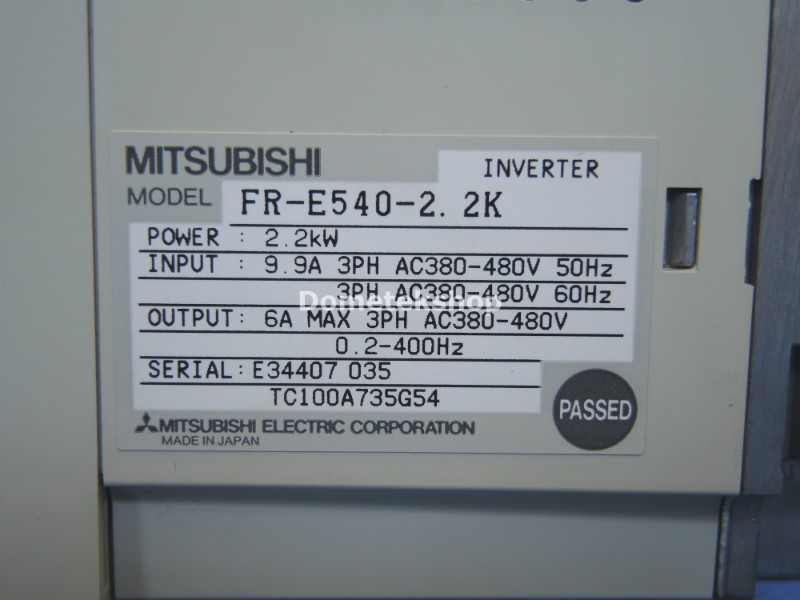 MITSUBISHI INVERTER
MODEL FR-E540-2.2K
POWER : 2.2kW
INPUT : 9.9A 3PH AC380-480V 50Hz
3PH AC380-480V 60Hz
Dometekshop
OUTPUT: 6A MAX 3PH AC380-480V
0.2-400Hz
SERIAL: E34407 035
TC100A735G54
PASSED
MITSUBISHI ELECTRIC CORPORATION
MADE IN JAPAN